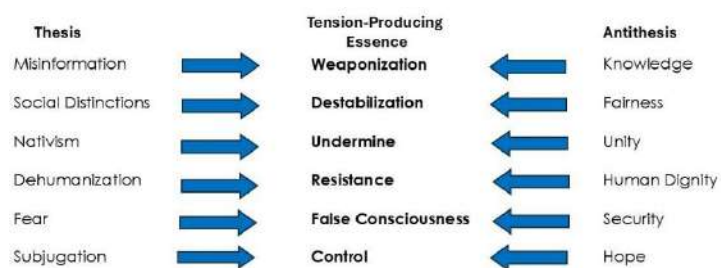 Thesis Tension-Producing Essence Antithesis
Misinformation Weaponization Knowledge
Social Distinctions Destabilization Fairness
Nativism Undermine Unity
Dehumanization Resistance Human Dignity
Fear False Consciousness Security
Subjugation Control Hope